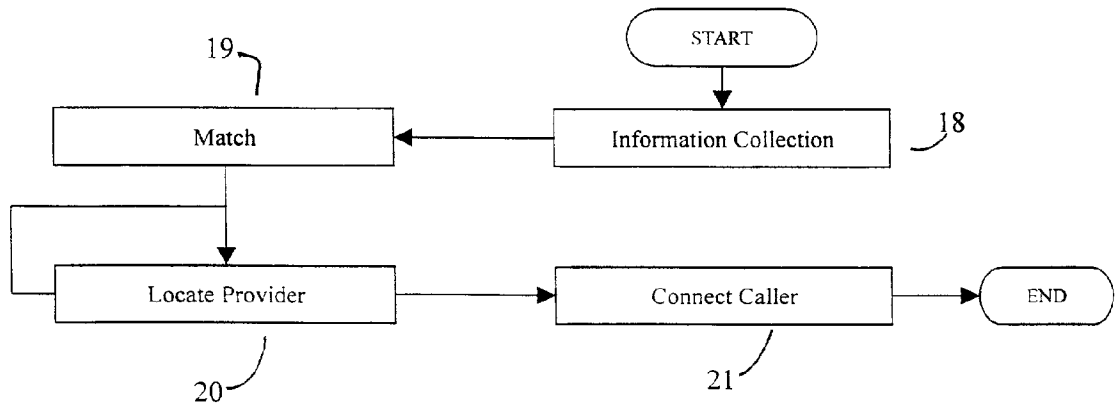 START
19
Match
Information Collection
18
Locate Provider
Connect Caller
END
20
21